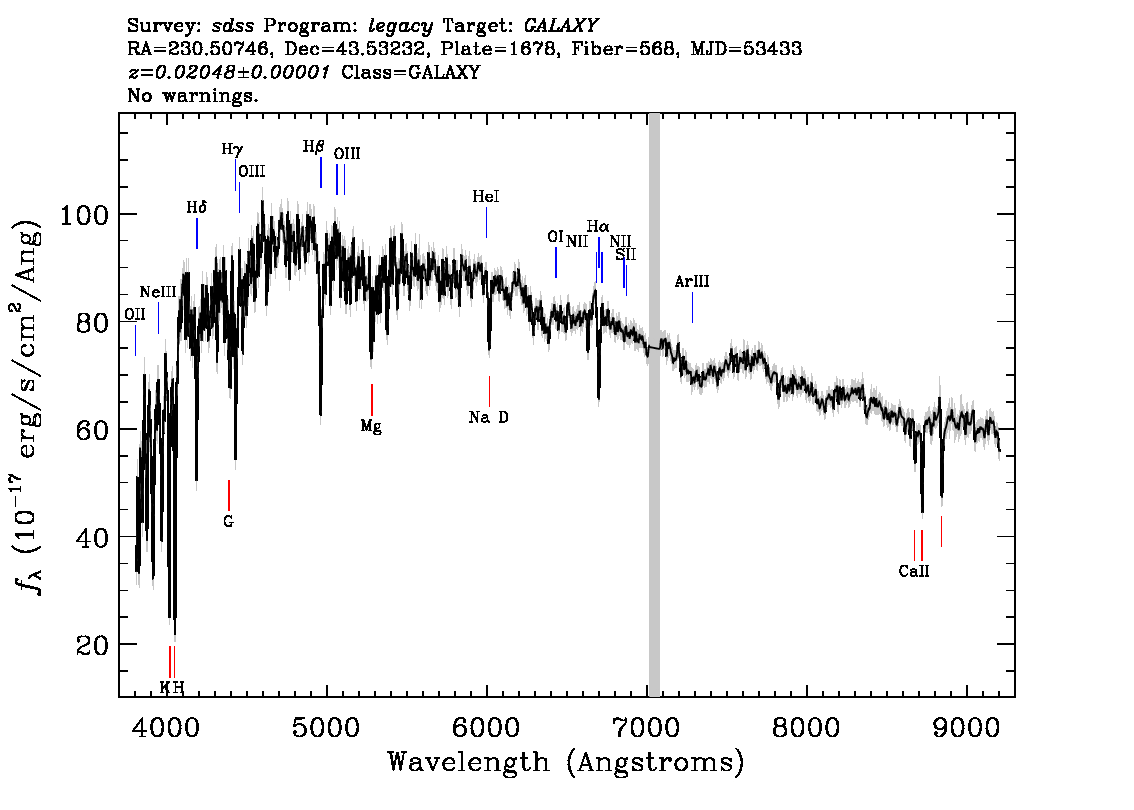 Survey: sdss Program: legacy Target: GALAXY
RA=230.50746, Dec=43.53232, Plate=1678, Fiber=568, MJD=53433
z=0.02048±0.00001 Class=GALAXY
No warnings.
Hγ Hβ OIII
OIII
Hδ HeI
Hα
OI NII NII
SII
NeIII ArIII
OII
Mg Na D
G
CaII
K H
100
80
60
40
20
4000 5000 6000 7000 8000 9000
Wavelength (Angstroms)
f_λ (10⁻¹⁷ erg/s/cm²/Ang)